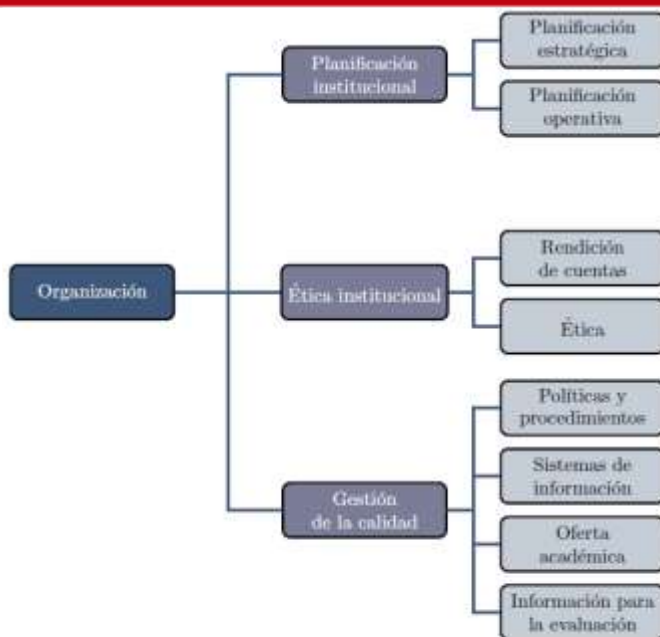 Organización
Planificación
institucional
Planificación
estratégica
Planificación
operativa
Ética institucional
Rendición
de cuentas
Ética
Gestión
de la calidad
Políticas y
procedimientos
Sistemas de
información
Oferta
académica
Información para
la evaluación